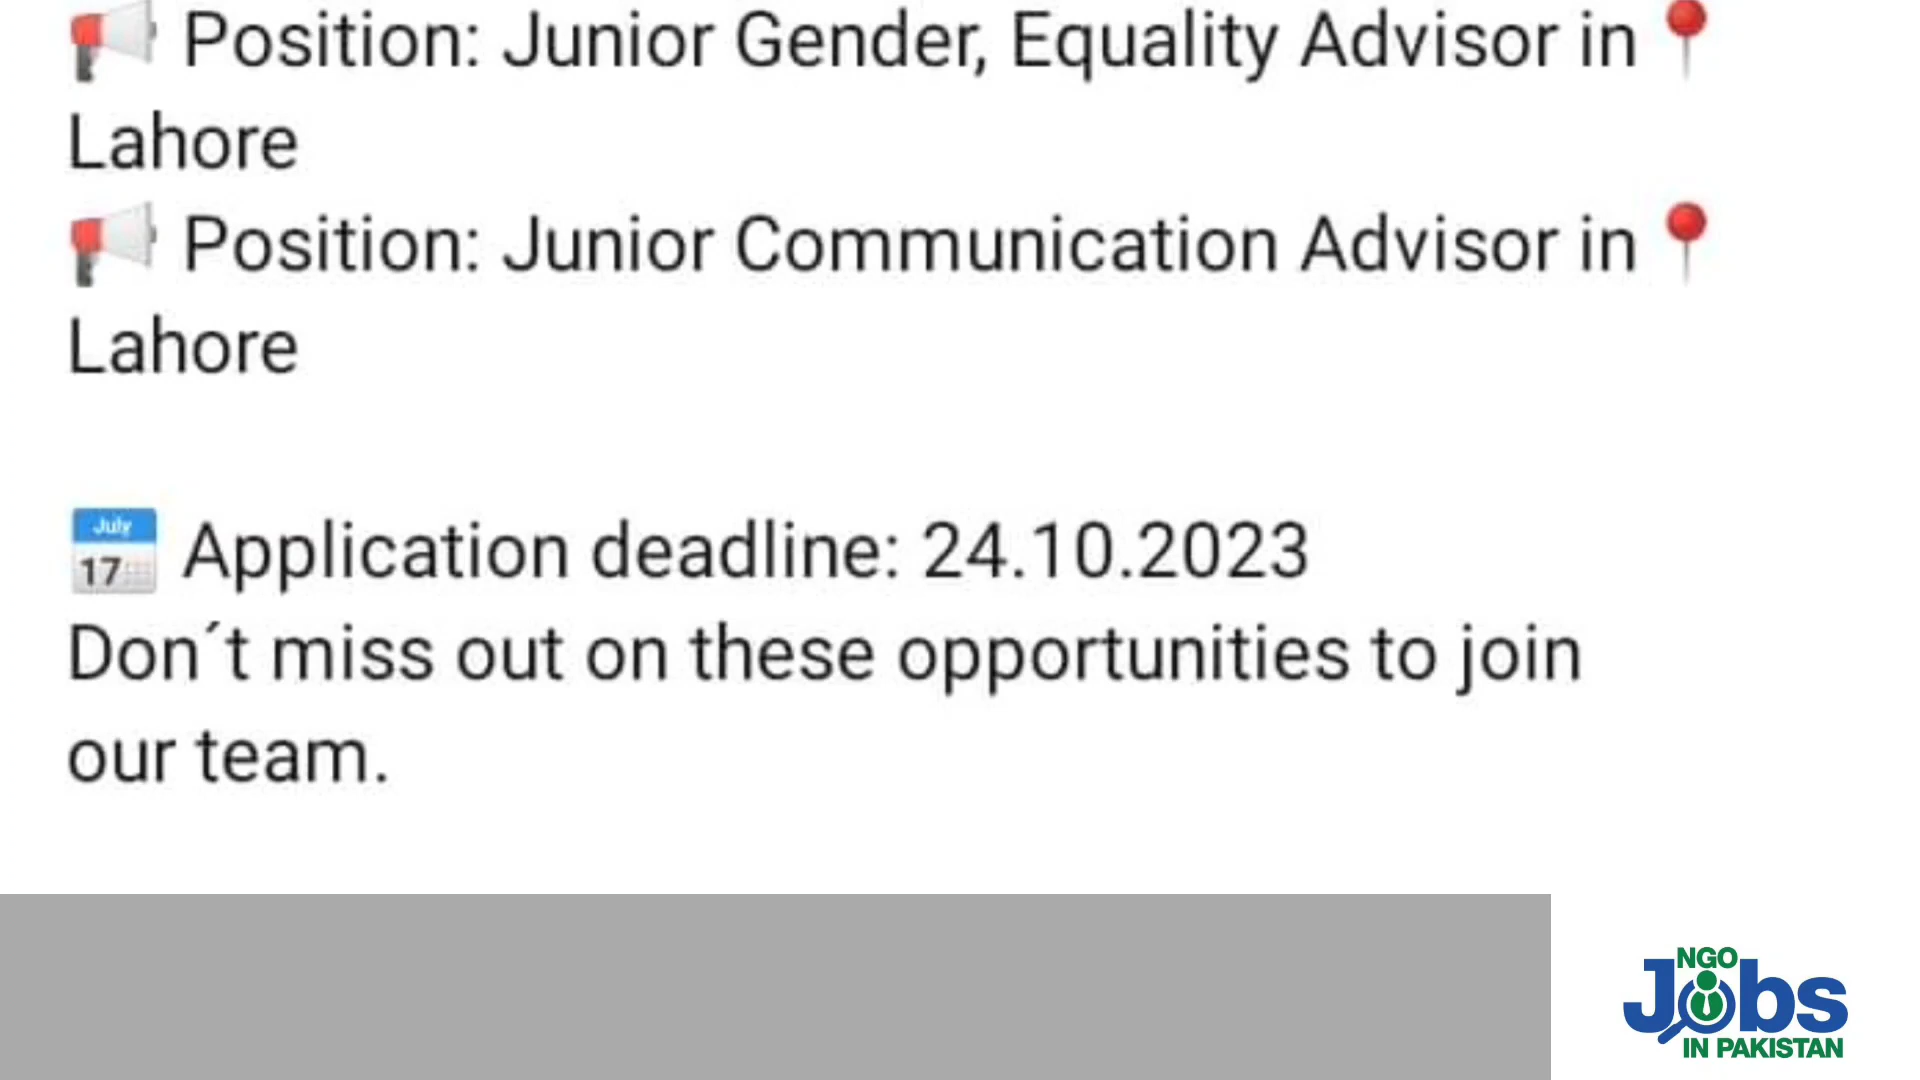 📢 Position: Junior Gender, Equality Advisor in 📍
Lahore
📢 Position: Junior Communication Advisor in 📍
Lahore
📅 Application deadline: 24.10.2023
Don´t miss out on these opportunities to join
our team.
July
17
NGO
Jobs
IN PAKISTAN